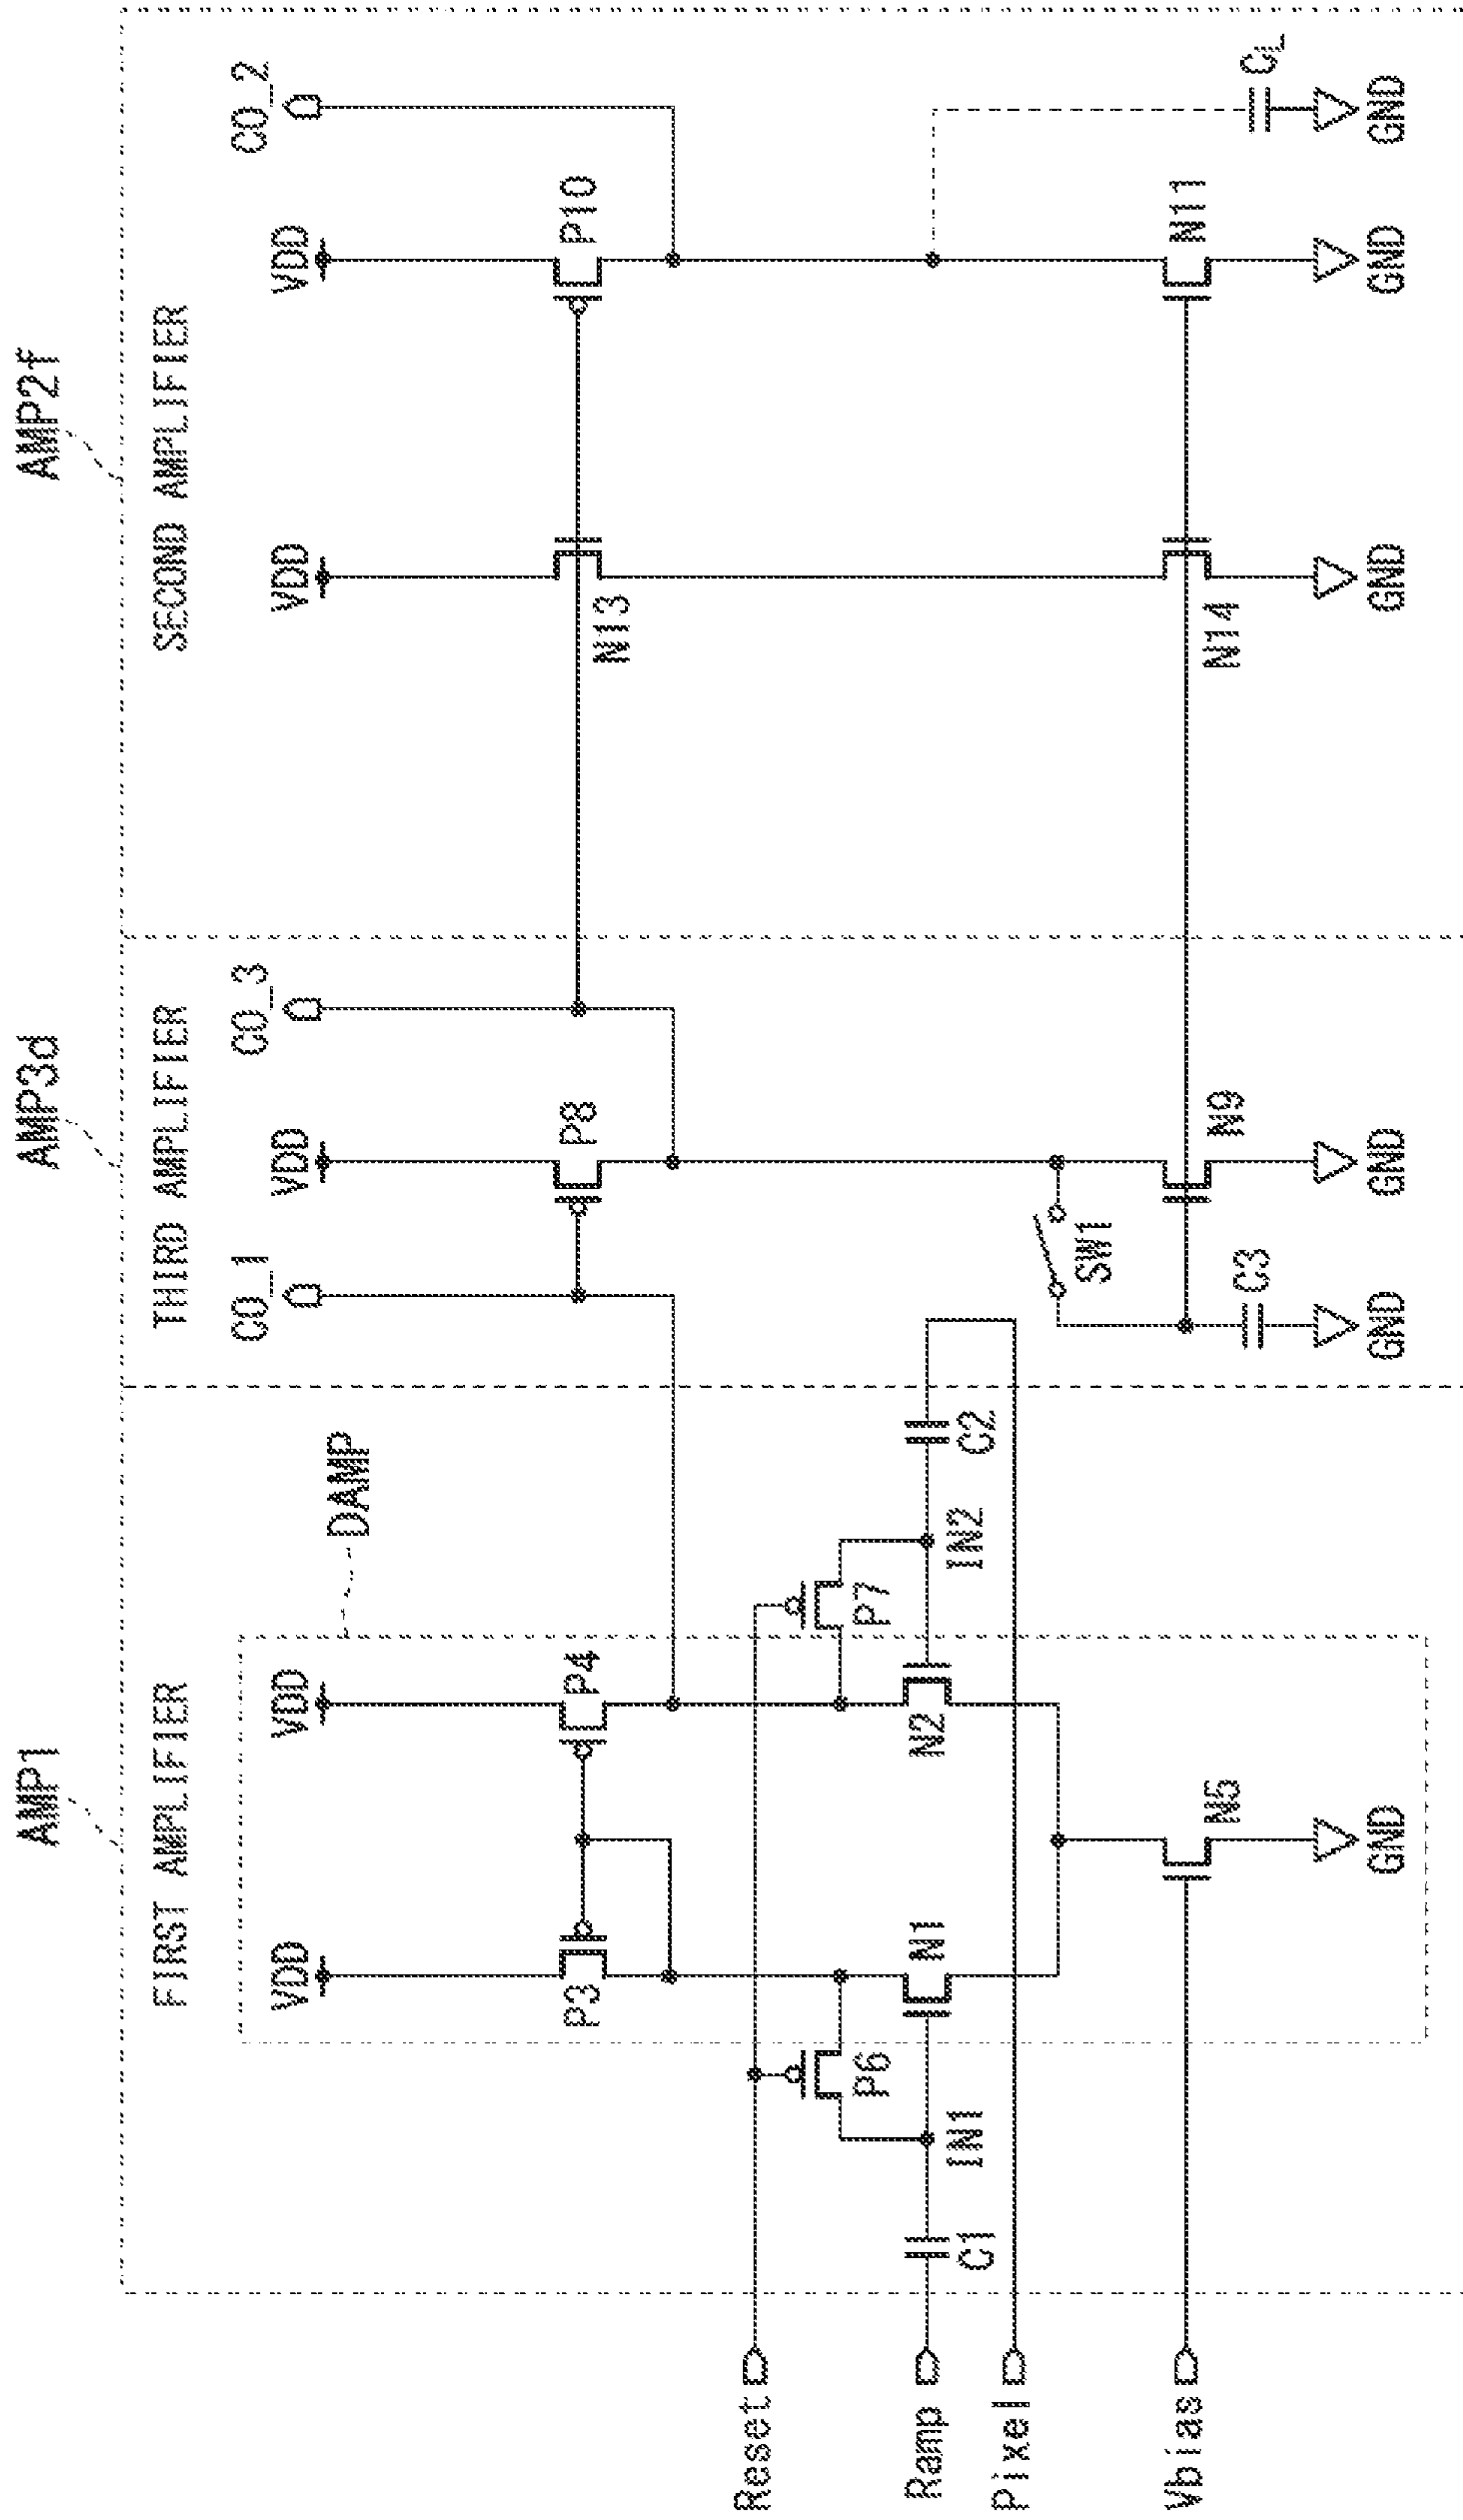 AMP1
AMP3d
AMP2f
FIRST AMPLIFIER
THIRD AMPLIFIER
SECOND AMPLIFIER
CO_1
CO_3
CO_2
VDD
VDD
VDD
VDD
VDD
DAMP
P3
P4
P8
N13
P10
Reset
P6
P7
Ramp
C1
IN1
N1
N2
IN2
C2
Pixel
SW1
Vbias
N5
C3
N9
N14
N11
CL
GND
GND
GND
GND
GND
GND